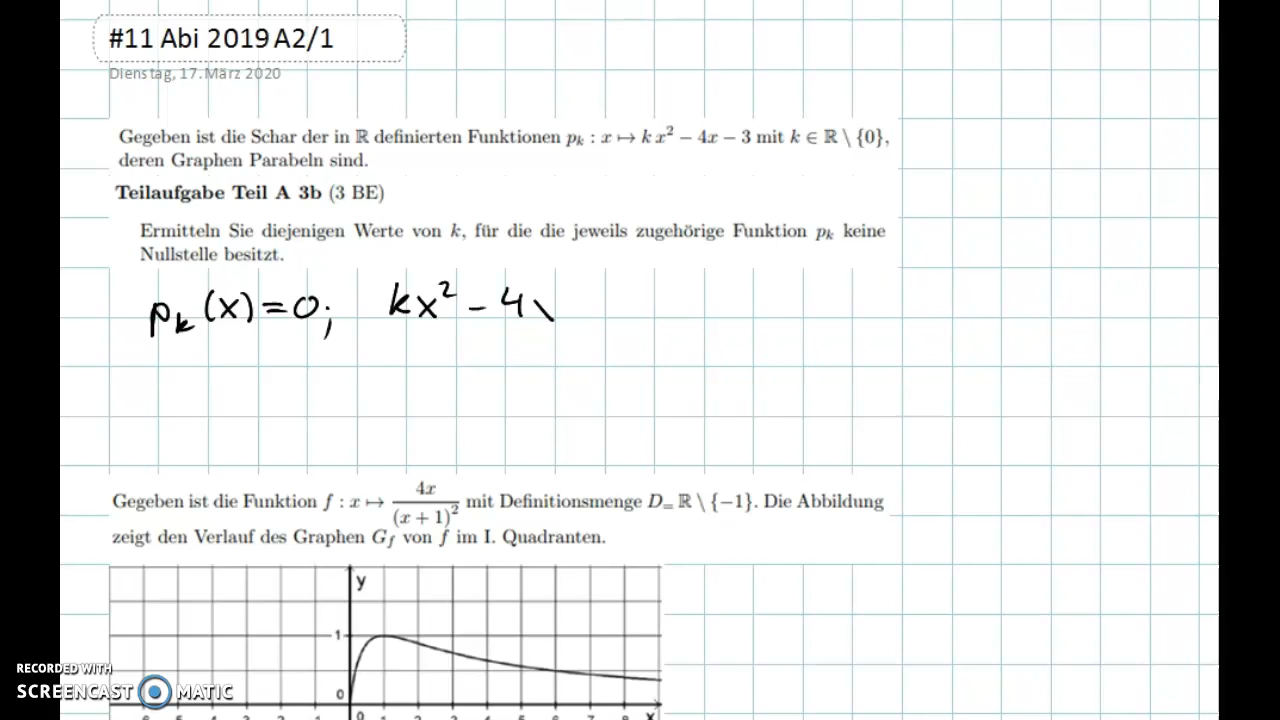 #11 Abi 2019 A2/1
Dienstag, 17. März 2020
Gegeben ist die Schar der in ℝ definierten Funktionen pₖ : x ↦ k x² − 4x − 3 mit k ∈ ℝ \ {0},
deren Graphen Parabeln sind.
Teilaufgabe Teil A 3b (3 BE)
Ermitteln Sie diejenigen Werte von k, für die die jeweils zugehörige Funktion pₖ keine
Nullstelle besitzt.
pₖ (x) = 0; kx² − 4
Gegeben ist die Funktion f : x ↦ 4x / (x + 1)² mit Definitionsmenge D= ℝ \ {−1}. Die Abbildung
zeigt den Verlauf des Graphen G_f von f im I. Quadranten.
y
1
0
x
RECORDED WITH
SCREENCAST MATIC